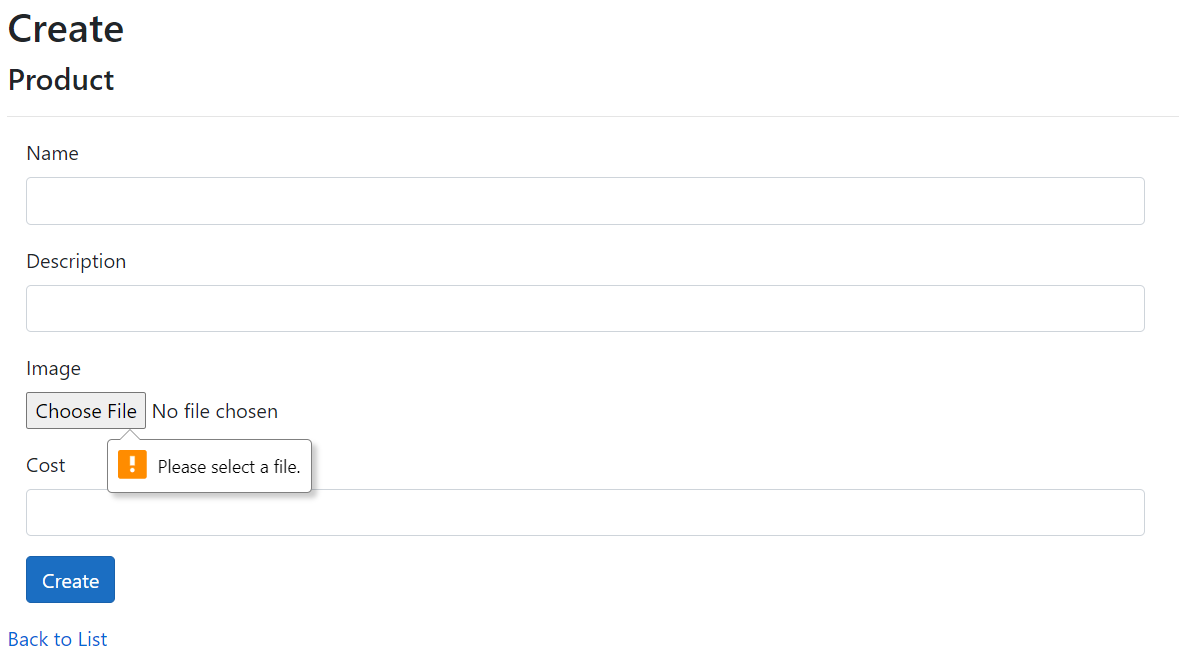 Create
Product
Name
Description
Image
Choose File No file chosen
Please select a file.
Cost
Create
Back to List